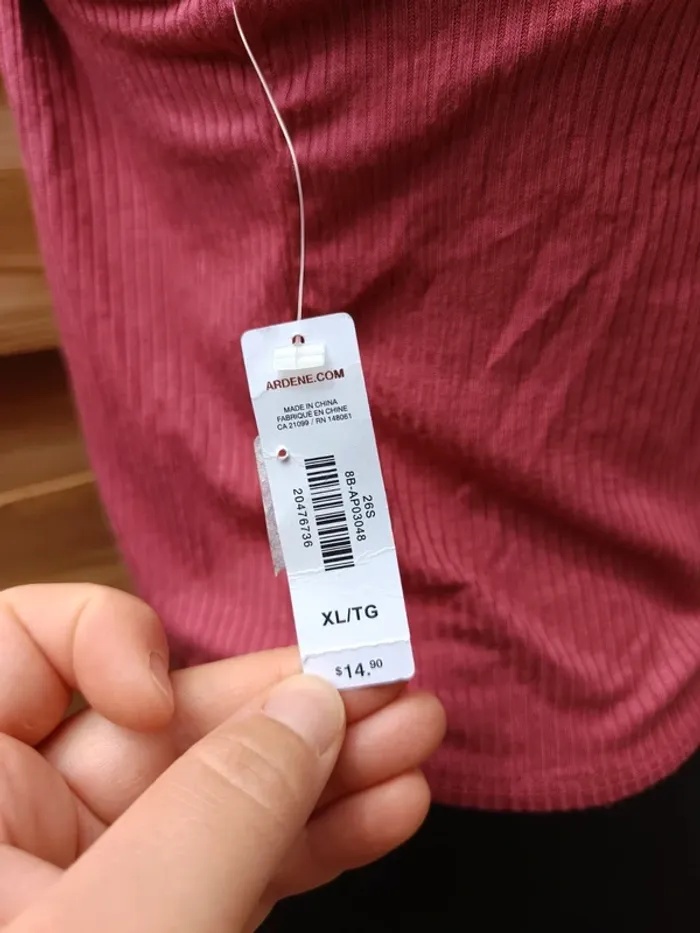 ARDENE.COM
MADE IN CHINA
FABRIQUÉ EN CHINE
CA 21099 / RN 148061
26S
8B-AP03048
20476736
XL/TG
$14.90